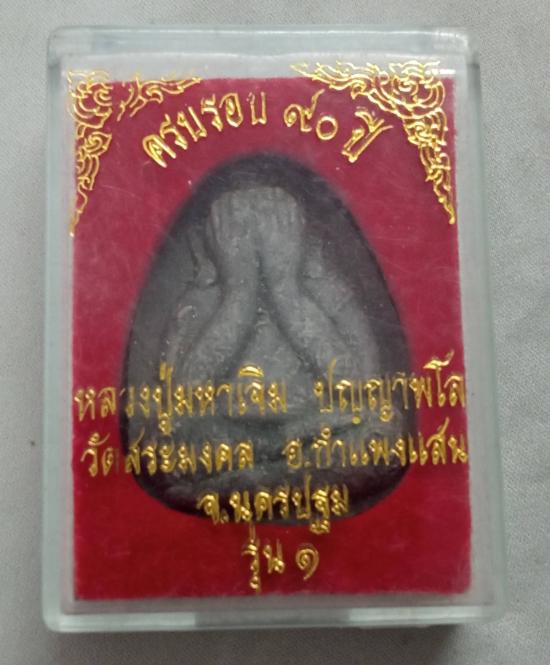 ครบรอบ ๙๐ ปี
หลวงปู่มหาเจิม ปญฺญาพโล
วัดสระมงคล อ.กำแพงแสน
จ.นครปฐม
รุ่น ๑